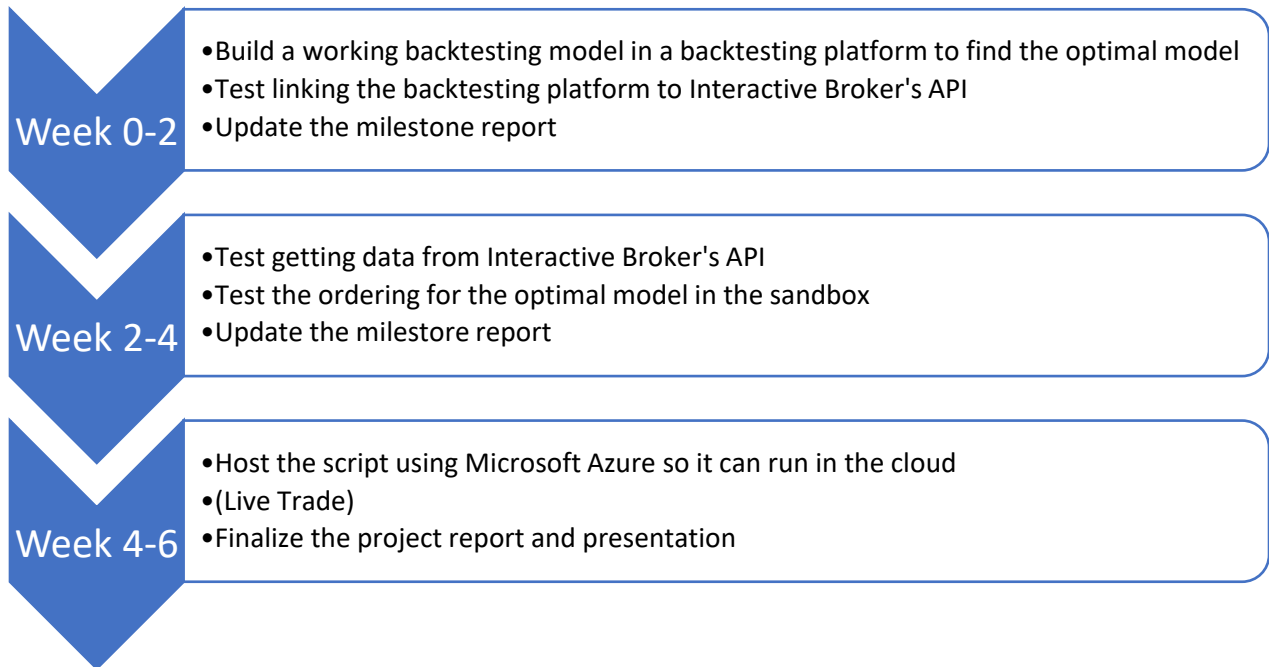 Week 0-2
•Build a working backtesting model in a backtesting platform to find the optimal model
•Test linking the backtesting platform to Interactive Broker's API
•Update the milestone report
Week 2-4
•Test getting data from Interactive Broker's API
•Test the ordering for the optimal model in the sandbox
•Update the milestore report
Week 4-6
•Host the script using Microsoft Azure so it can run in the cloud
•(Live Trade)
•Finalize the project report and presentation